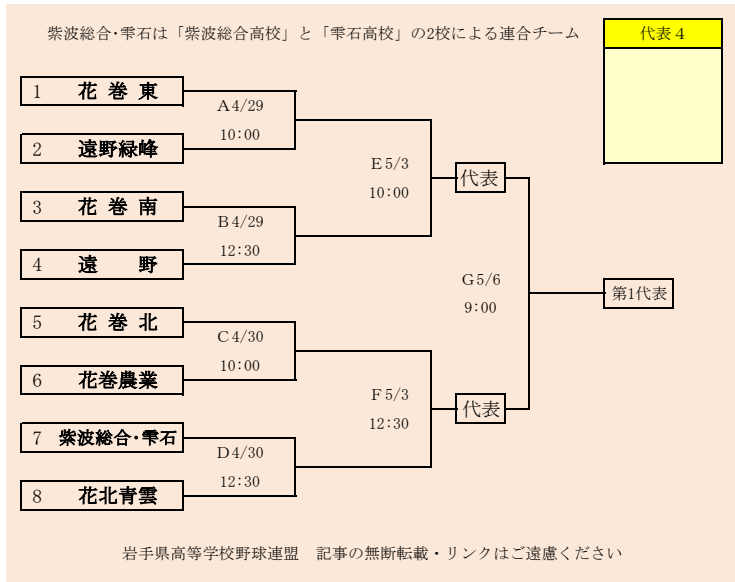 紫波総合・雫石は「紫波総合高校」と「雫石高校」の2校による連合チーム
代表４
1 花巻東
A4/29
10:00
2 遠野緑峰
E5/3
10:00
代表
3 花巻南
B4/29
12:30
4 遠野
G5/6
9:00
第1代表
5 花巻北
C4/30
10:00
6 花巻農業
F5/3
12:30
代表
7 紫波総合・雫石
D4/30
12:30
8 花北青雲
岩手県高等学校野球連盟　記事の無断転載・リンクはご遠慮ください